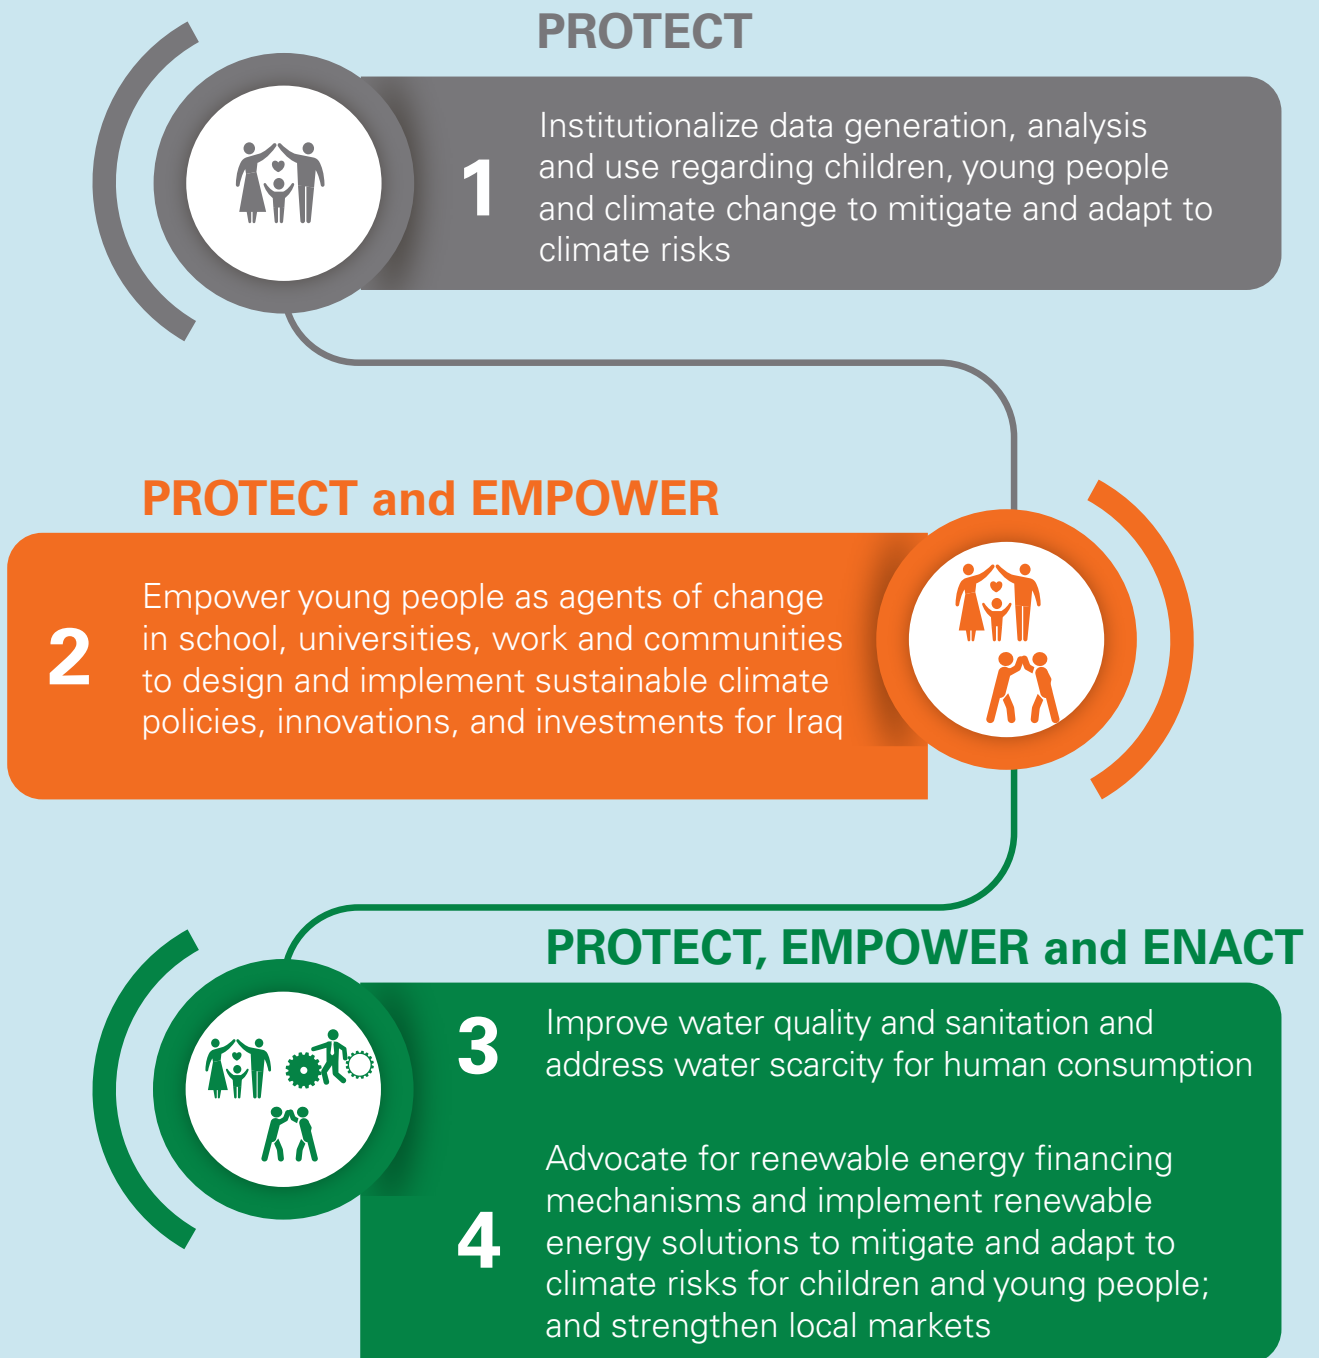 PROTECT
1
Institutionalize data generation, analysis
and use regarding children, young people
and climate change to mitigate and adapt to
climate risks
PROTECT and EMPOWER
2
Empower young people as agents of change
in school, universities, work and communities
to design and implement sustainable climate
policies, innovations, and investments for Iraq
PROTECT, EMPOWER and ENACT
3
Improve water quality and sanitation and
address water scarcity for human consumption
4
Advocate for renewable energy financing
mechanisms and implement renewable
energy solutions to mitigate and adapt to
climate risks for children and young people;
and strengthen local markets